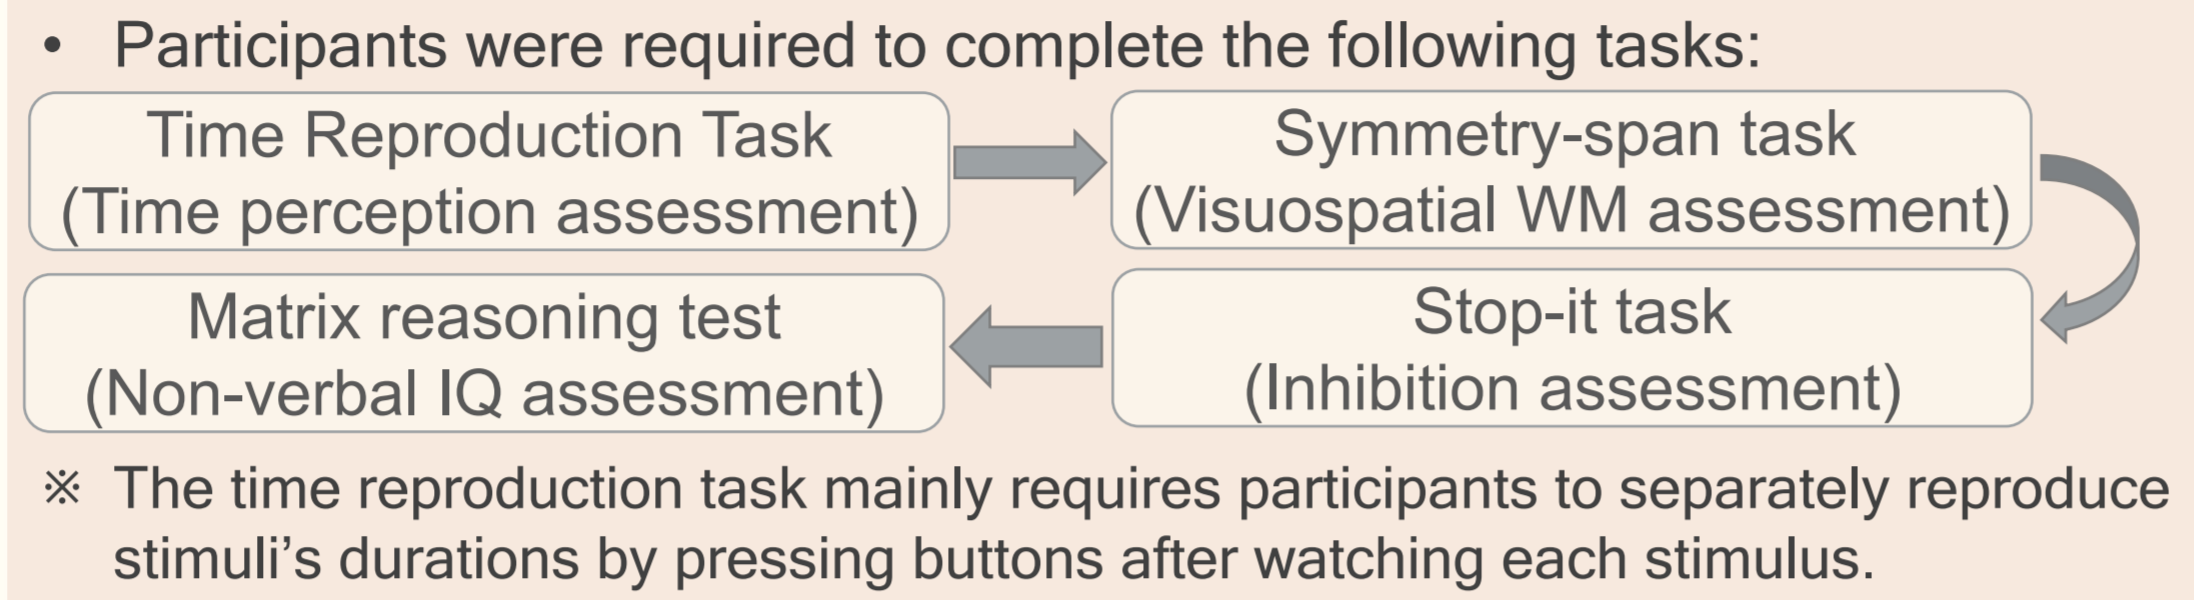 • Participants were required to complete the following tasks:
Time Reproduction Task
(Time perception assessment)
Symmetry-span task
(Visuospatial WM assessment)
Stop-it task
(Inhibition assessment)
Matrix reasoning test
(Non-verbal IQ assessment)
※ The time reproduction task mainly requires participants to separately reproduce
stimuli’s durations by pressing buttons after watching each stimulus.